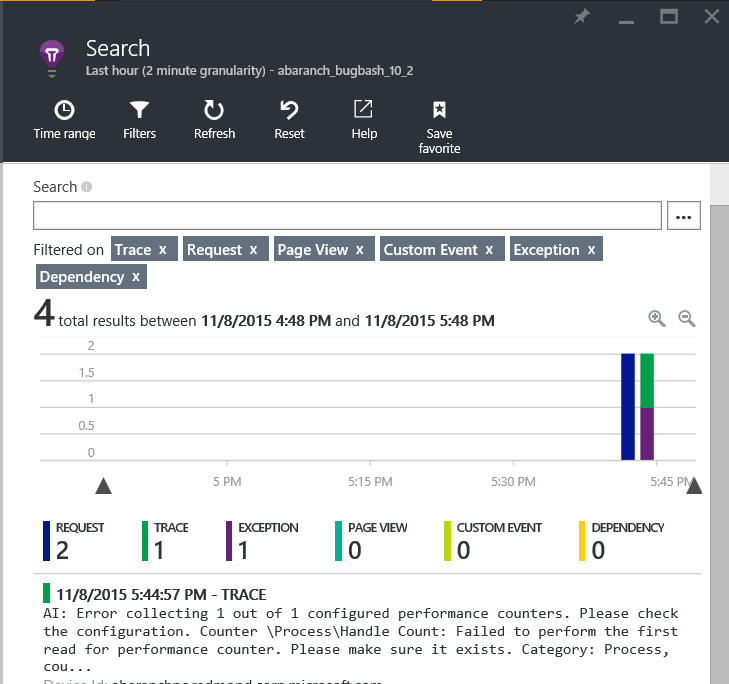 Search
Last hour (2 minute granularity) - abaranch_bugbash_10_2
Time range
Filters
Refresh
Reset
Help
Save favorite
Search
...
Filtered on Trace x Request x Page View x Custom Event x Exception x
Dependency x
4 total results between 11/8/2015 4:48 PM and 11/8/2015 5:48 PM
2
1.5
1
0.5
0
5 PM 5:15 PM 5:30 PM 5:45 PM
REQUEST
2
TRACE
1
EXCEPTION
1
PAGE VIEW
0
CUSTOM EVENT
0
DEPENDENCY
0
11/8/2015 5:44:57 PM - TRACE
AI: Error collecting 1 out of 1 configured performance counters. Please check
the configuration. Counter \Process\Handle Count: Failed to perform the first
read for performance counter. Please make sure it exists. Category: Process,
cou...